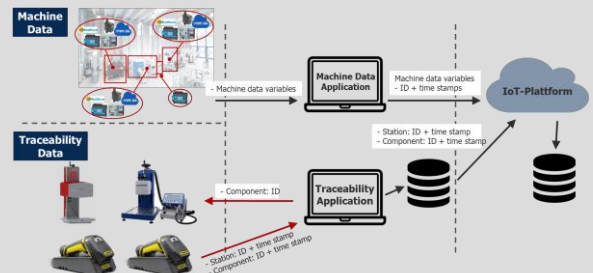 Machine
Data
- Machine data variables
Machine Data
Application
Machine data variables
- ID + time stamps
IoT-Plattform
Traceability
Data
- Station: ID + time stamp
- Component: ID + time stamp
- Component: ID
Traceability
Application
- Station: ID + time stamp
- Component: ID + time stamp